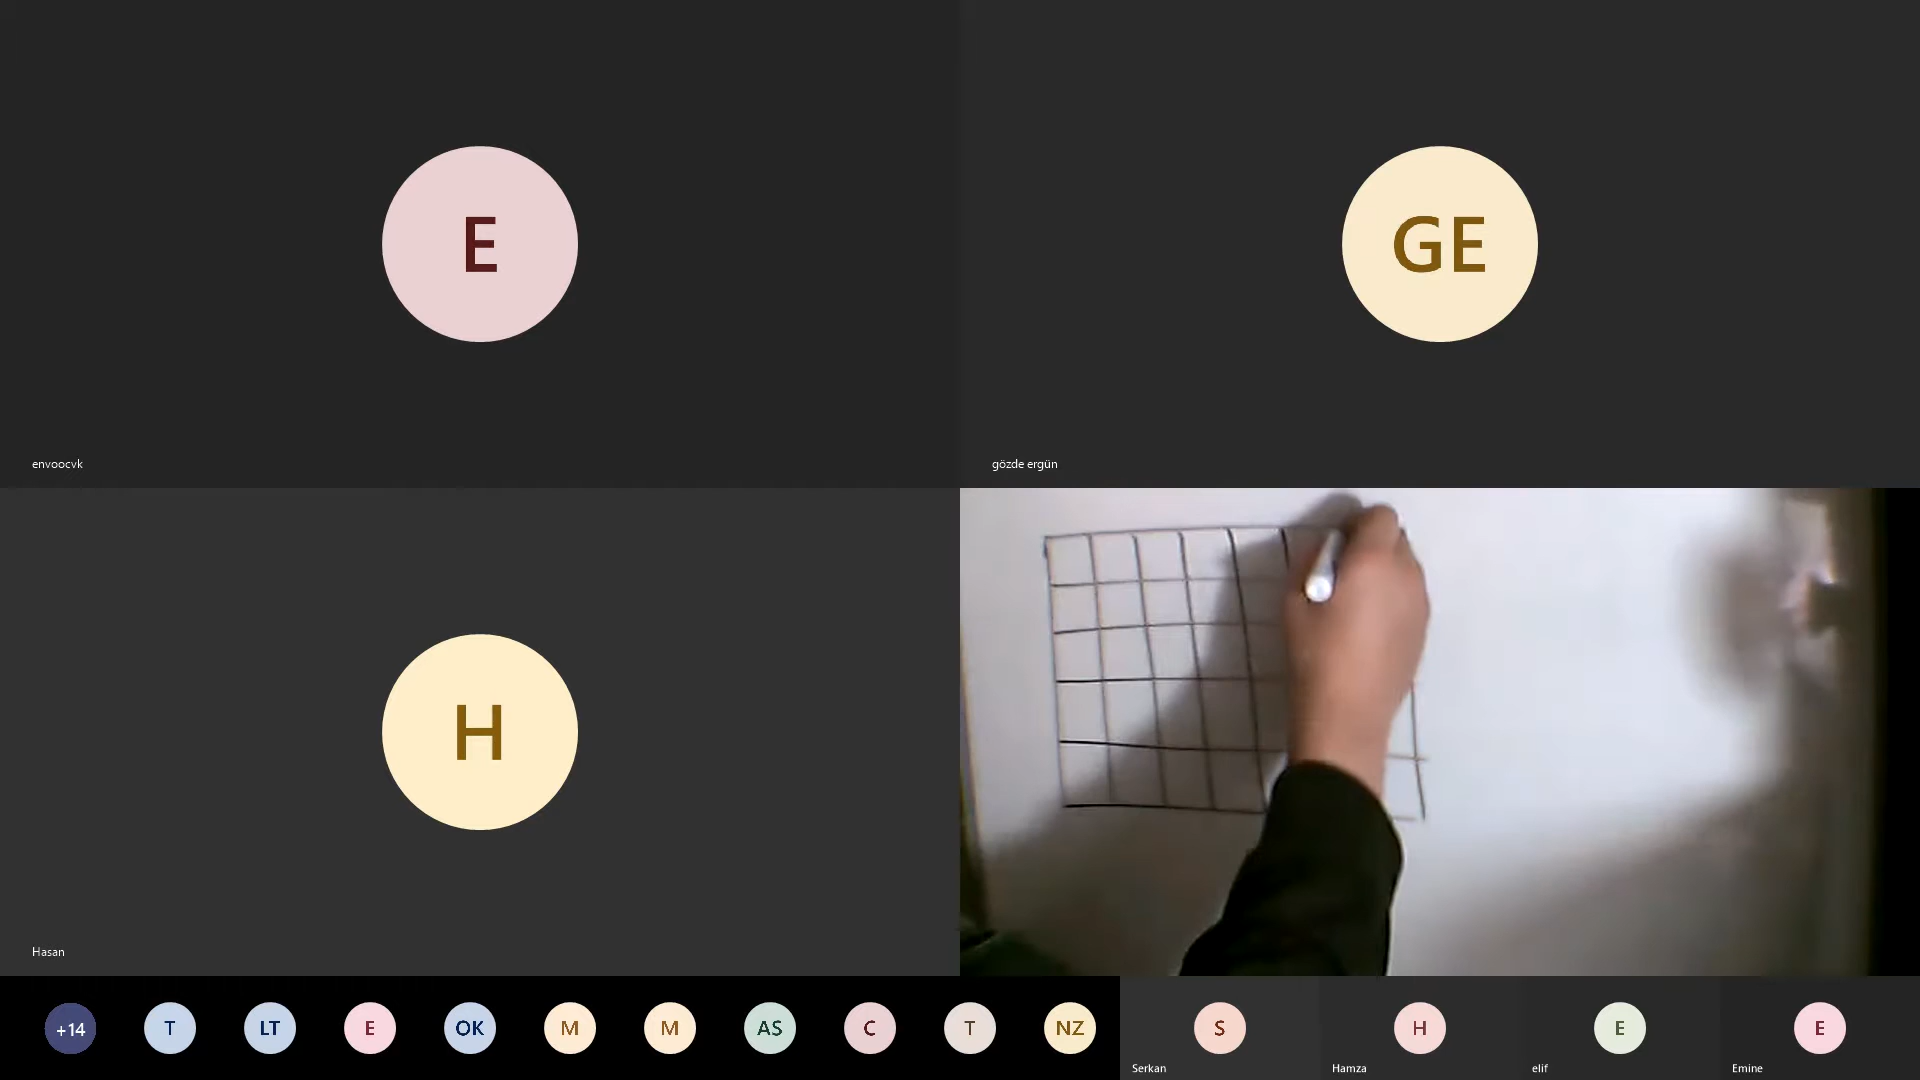 E
envoocvk
GE
gözde ergün
H
Hasan
+14
T
LT
E
OK
M
M
AS
C
T
NZ
S
Serkan
H
Hamza
E
elif
E
Emine